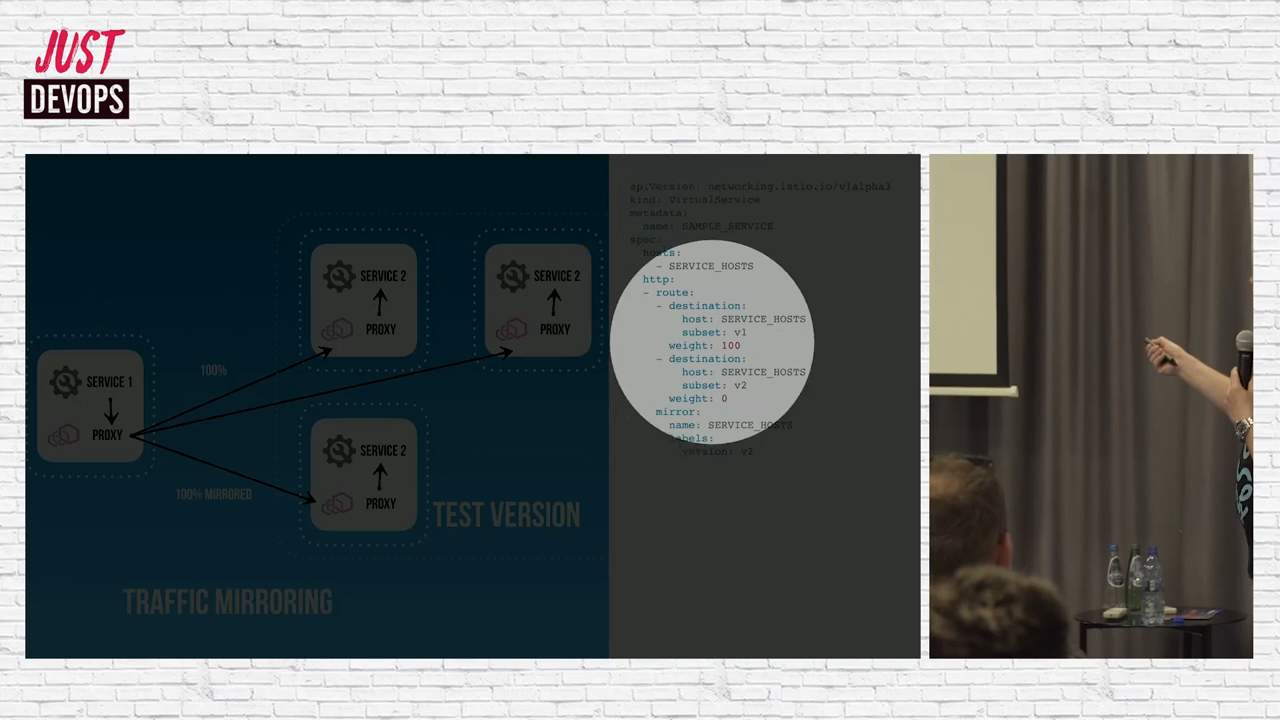 JUST
DEVOPS
SERVICE 1
PROXY
100%
100% MIRRORED
SERVICE 2
PROXY
SERVICE 2
PROXY
SERVICE 2
PROXY
TEST VERSION
TRAFFIC MIRRORING
apiVersion: networking.istio.io/v1alpha3
kind: VirtualService
metadata:
  name: SAMPLE_SERVICE
spec:
  hosts:
    - SERVICE_HOSTS
  http:
  - route:
    - destination:
        host: SERVICE_HOSTS
        subset: v1
      weight: 100
    - destination:
        host: SERVICE_HOSTS
        subset: v2
      weight: 0
    mirror:
      name: SERVICE_HOSTS
      labels:
        version: v2